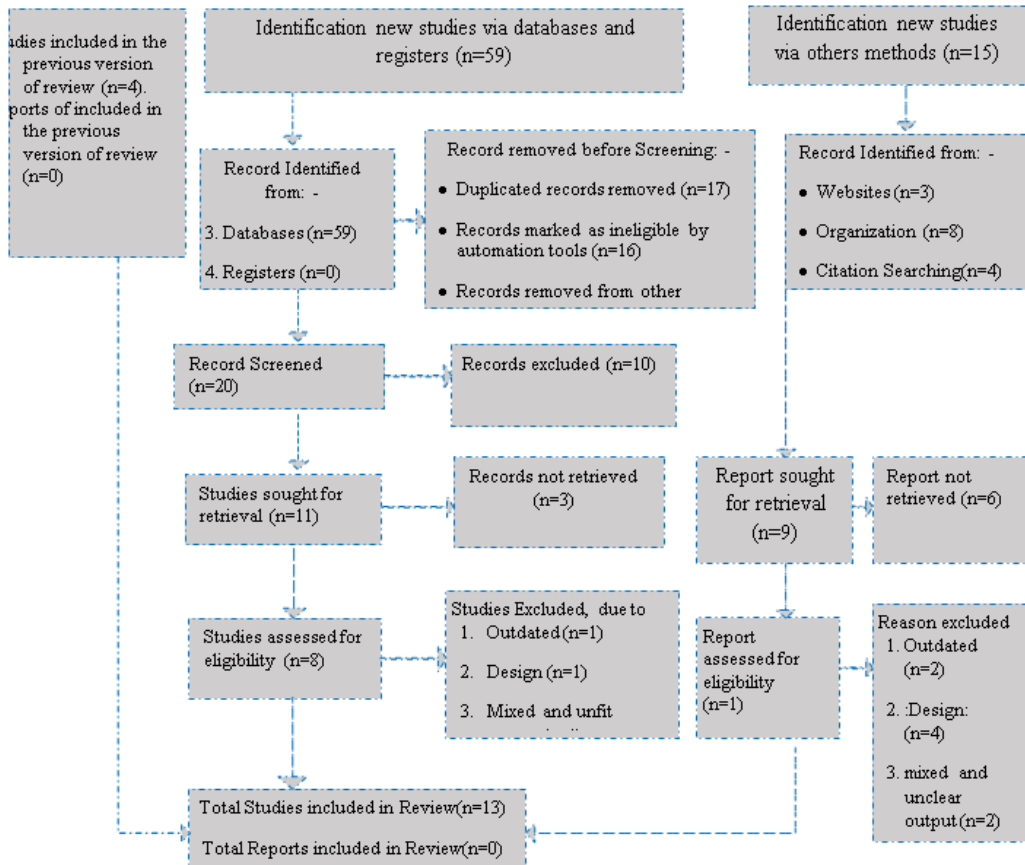 Identification new studies via databases and
registers (n=59)
Identification new studies
via others methods (n=15)
included in the
previous version
of review (n=4).
of included in
the previous
version of review
(n=0)
Record Identified
from: -
3. Databases (n=59)
4. Registers (n=0)
Record removed before Screening: -
• Duplicated records removed (n=17)
• Records marked as ineligible by
automation tools (n=16)
• Records removed from other
Record Identified from: -
• Websites (n=3)
• Organization (n=8)
• Citation Searching(n=4)
Record Screened
(n=20)
Records excluded (n=10)
Studies sought for
retrieval (n=11)
Records not retrieved
(n=3)
Report sought
for retrieval
(n=9)
Report not
retrieved (n=6)
Studies assessed for
eligibility (n=8)
Studies Excluded, due to
1. Outdated (n=1)
2. Design (n=1)
3. Mixed and unfit
Report
assessed for
eligibility
(n=1)
Reason excluded
1. Outdated
(n=2)
2. :Design:
(n=4)
3. mixed and
unclear
output (n=2)
Total Studies included in Review(n=13)
Total Reports included in Review(n=0)